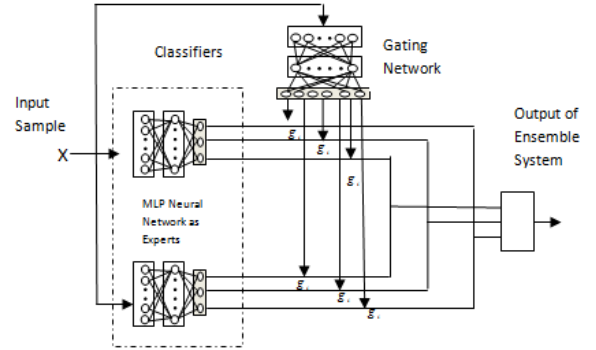 Classifiers
Gating
Network
Input
Sample
X
Output of
Ensemble
System
MLP Neural
Network as
Experts